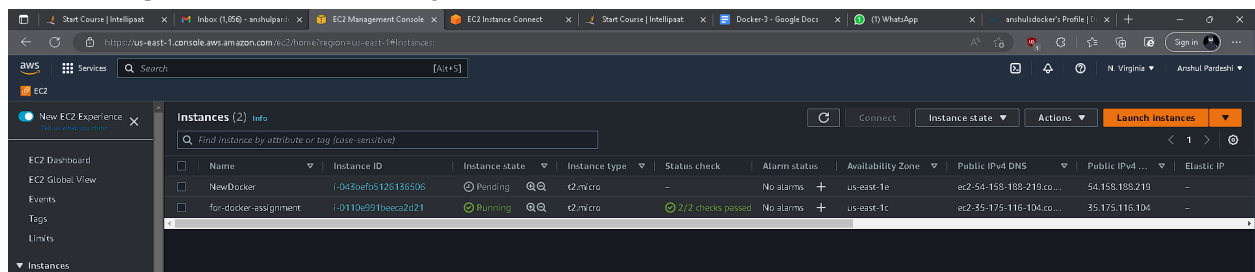 Start Course | Intellipaat
Inbox (1,856) - anshulpard
EC2 Management Console
EC2 Instance Connect
Start Course | Intellipaat
Docker-3 - Google Docs
(1) WhatsApp
anshulsdocker's Profile | D
https://us-east-1.console.aws.amazon.com/ec2/home?region=us-east-1#Instances:
Sign in
aws
Services
Search
[Alt+S]
N. Virginia ▼
Anshul Pardeshi ▼
EC2
New EC2 Experience
Tell us what you think
Instances (2) Info
Connect
Instance state ▼
Actions ▼
Launch instances ▼
Find instance by attribute or tag (case-sensitive)
1
EC2 Dashboard
EC2 Global View
Events
Tags
Limits
▼ Instances
Name Instance ID Instance state Instance type Status check Alarm status Availability Zone Public IPv4 DNS Public IPv4 ... Elastic IP
NewDocker i-043befb5126136506 Pending t2.micro – No alarms + us-east-1e ec2-54-158-188-219.co... 54.158.188.219 –
for-docker-assignment i-0110e991beeca2d21 Running t2.micro 2/2 checks passed No alarms + us-east-1c ec2-35-175-116-104.co... 35.175.116.104 –